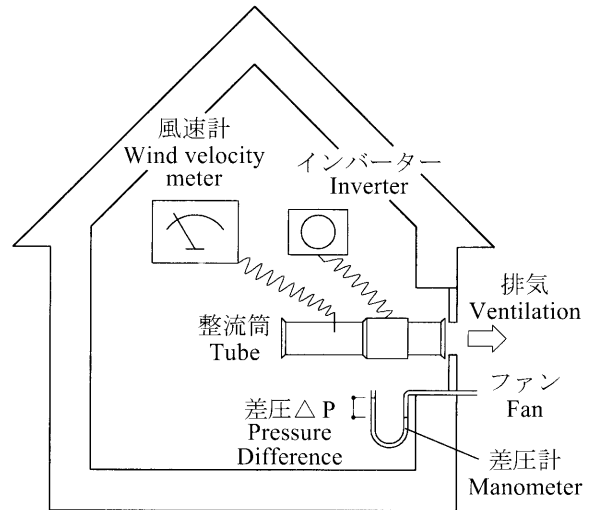 風速計
Wind velocity
meter
インバーター
Inverter
整流筒
Tube
排気
Ventilation
ファン
Fan
差圧△P
Pressure
Difference
差圧計
Manometer